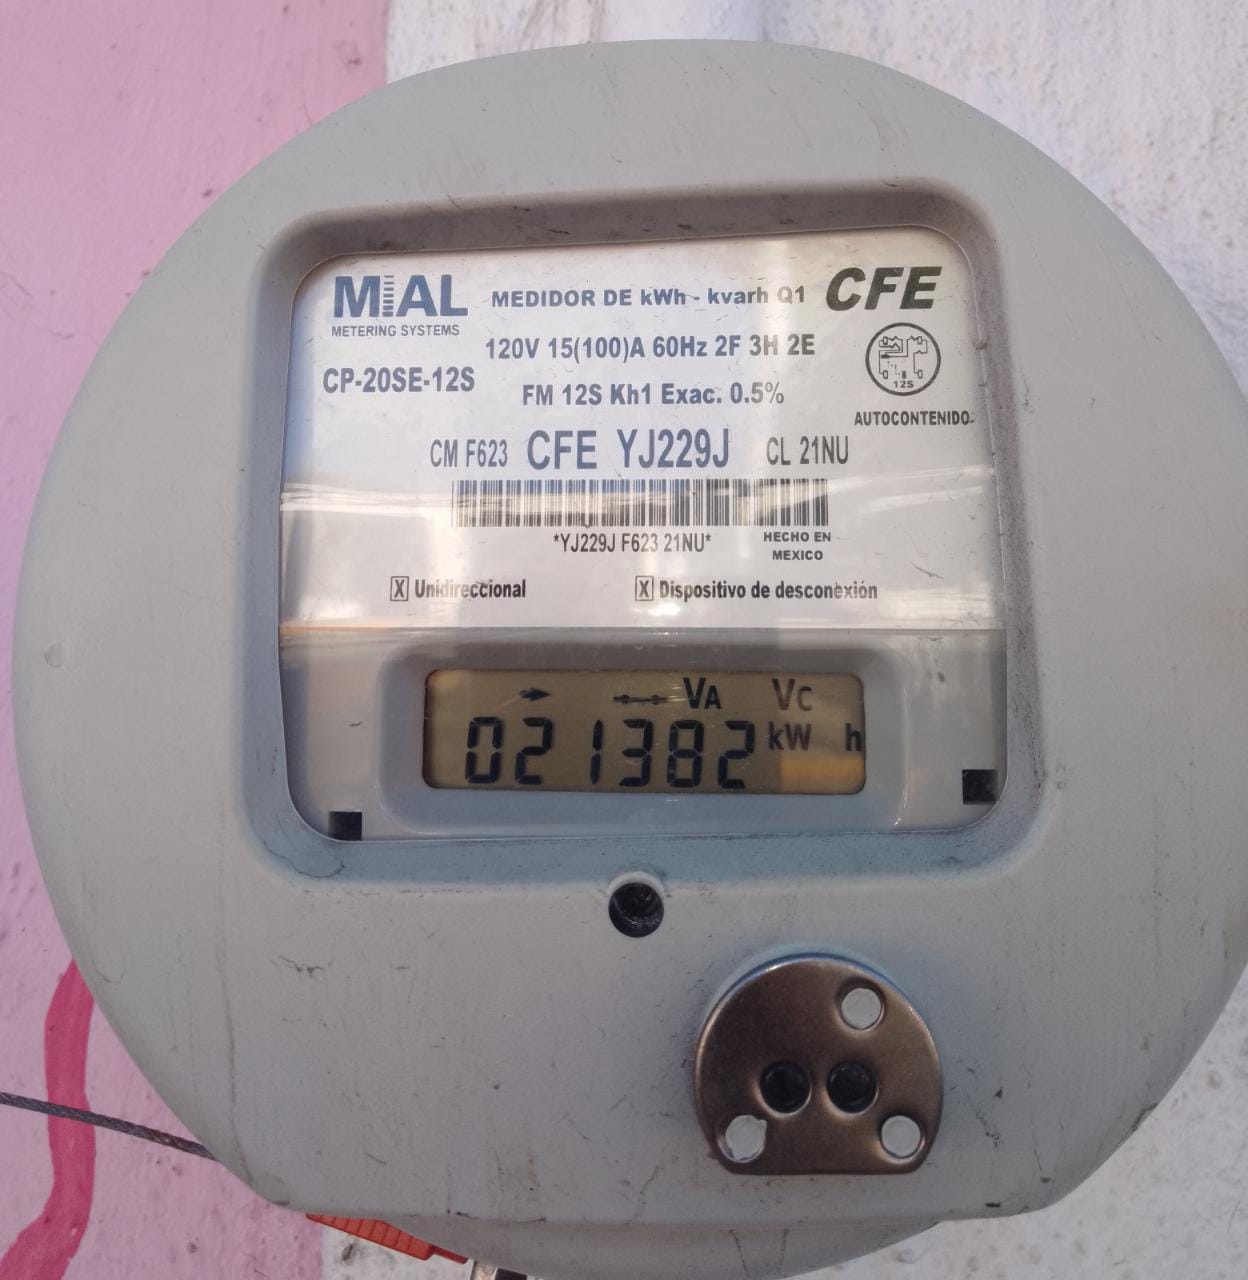 MIAL
METERING SYSTEMS
MEDIDOR DE kWh - kvarh Q1
CFE
120V 15(100)A 60Hz 2F 3H 2E
CP-20SE-12S
FM 12S Kh1 Exac. 0.5%
12S
AUTOCONTENIDO
CM F623 CFE YJ229J CL 21NU
*YJ229J F623 21NU*
HECHO EN
MEXICO
X Unidireccional
X Dispositivo de desconexión
VA VC
021382 kW h